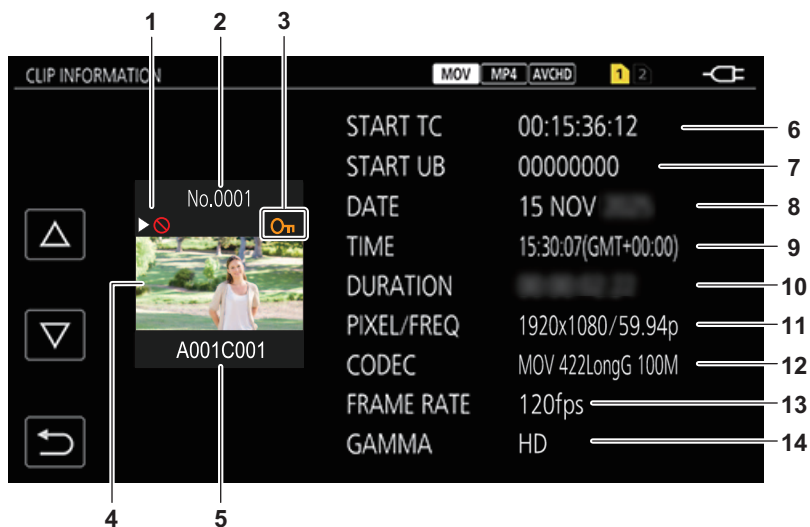 1 2 3
CLIP INFORMATION MOV MP4 AVCHD 1 2
START TC 00:15:36:12 6
START UB 00000000 7
No.0001
DATE 15 NOV 8
TIME 15:30:07(GMT+00:00) 9
DURATION 10
4
PIXEL/FREQ 1920x1080/59.94p 11
A001C001
CODEC MOV 422LongG 100M 12
FRAME RATE 120fps 13
GAMMA HD 14
4 5